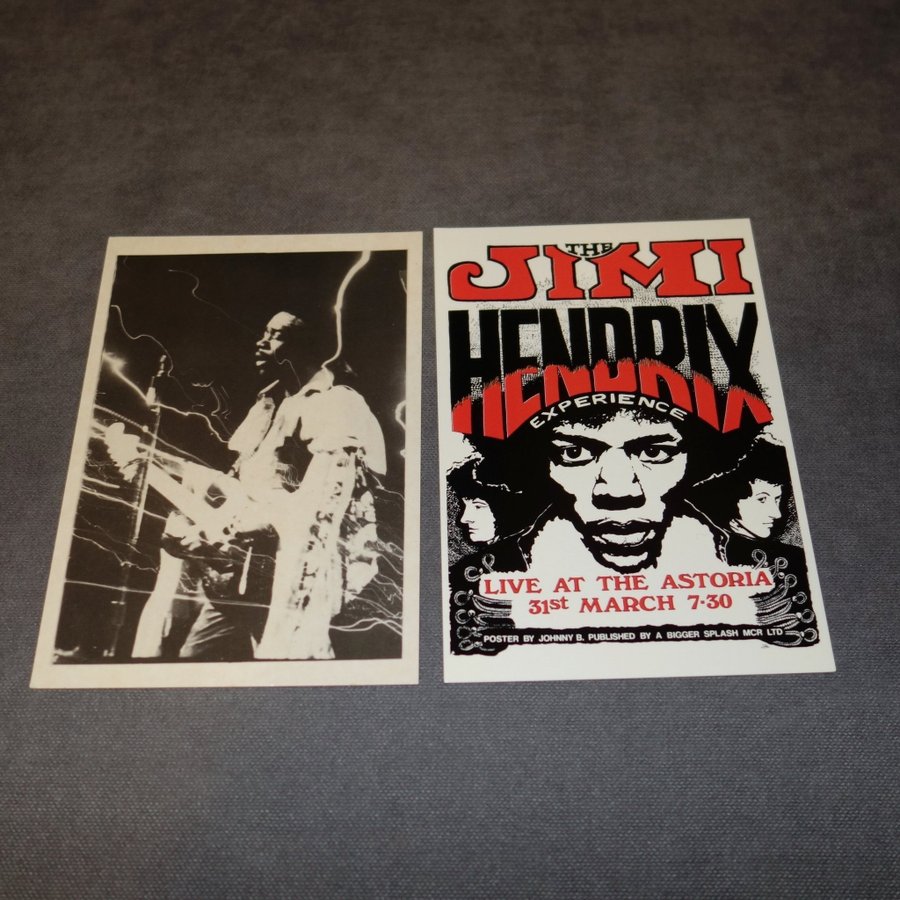 THE
JIMI
HENDRIX
EXPERIENCE
LIVE AT THE ASTORIA
31st MARCH 7·30
POSTER BY JOHNNY B. PUBLISHED BY A BIGGER SPLASH MCR LTD